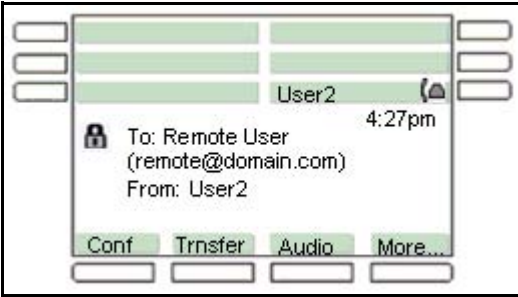 User2
4:27pm
To: Remote User
(remote@domain.com)
From: User2
Conf Trnsfer Audio More...